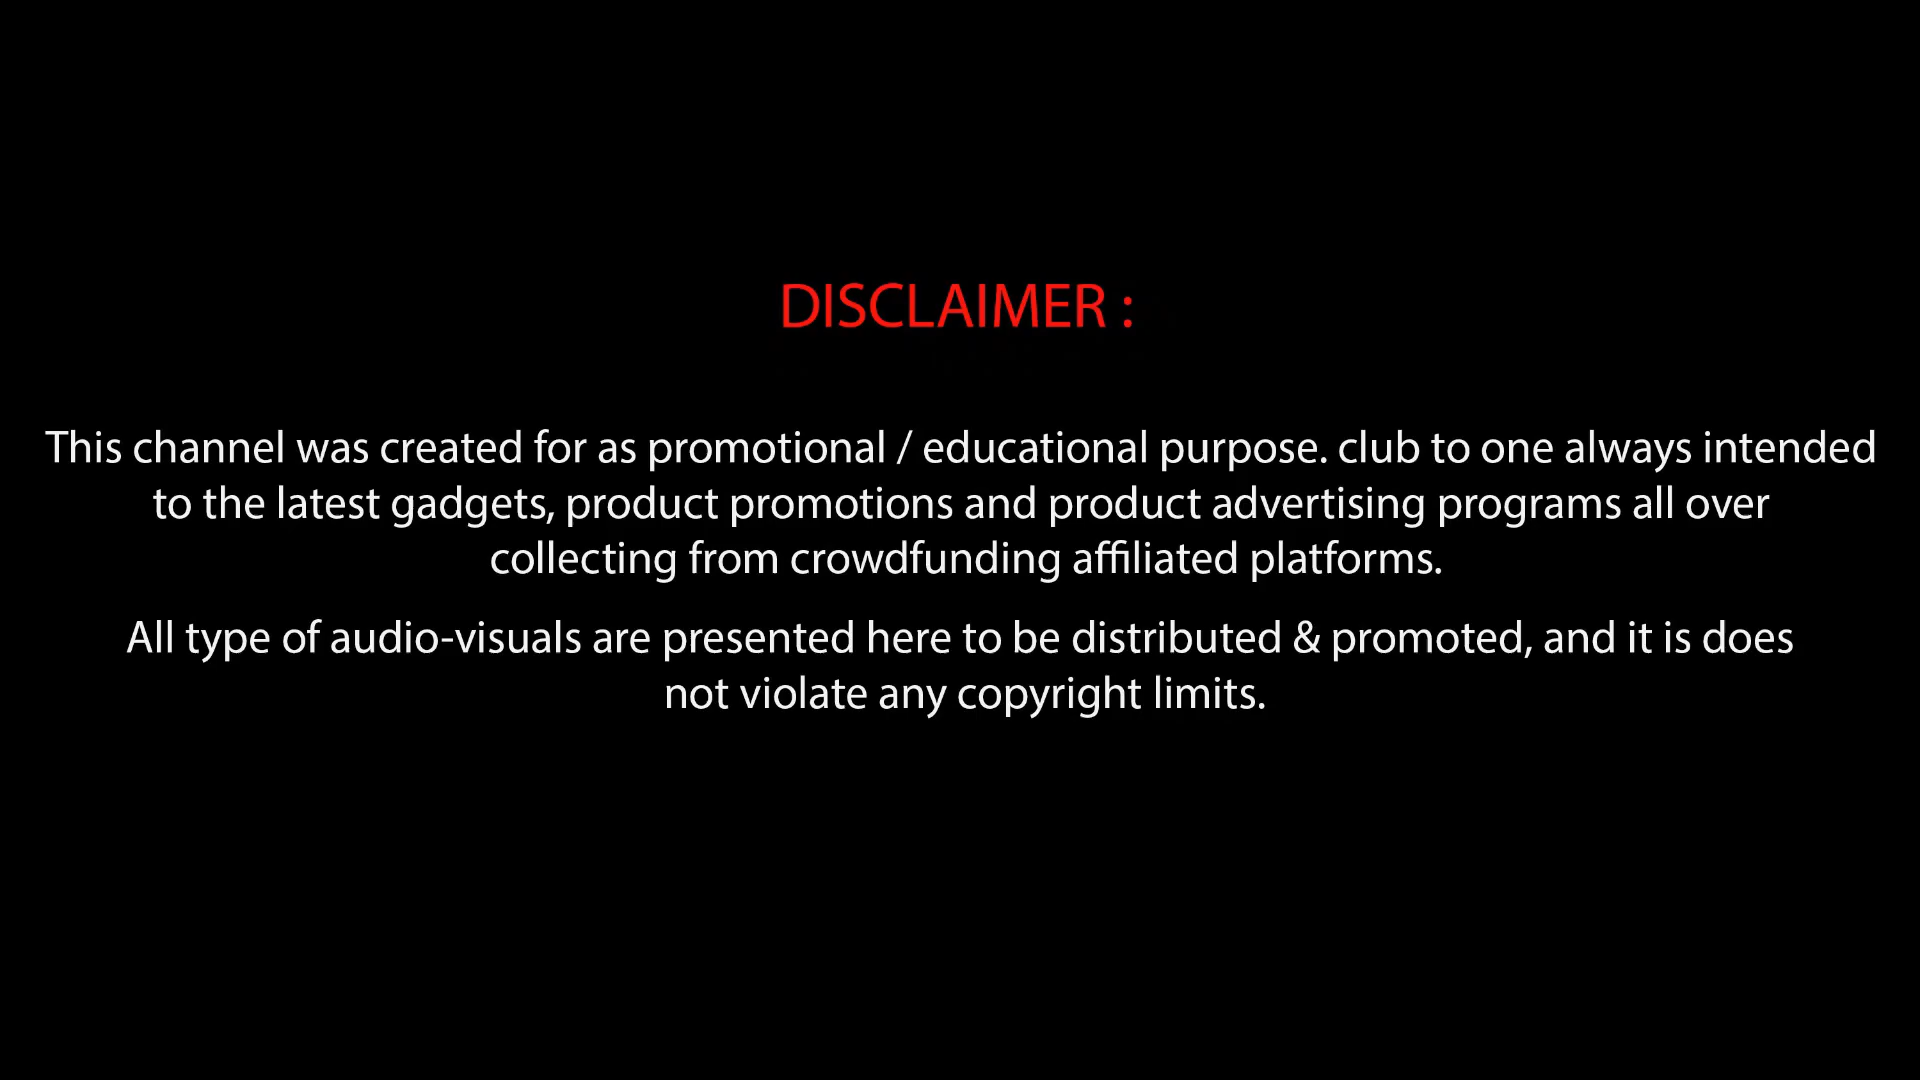 DISCLAIMER :
This channel was created for as promotional / educational purpose. club to one always intended
to the latest gadgets, product promotions and product advertising programs all over
collecting from crowdfunding affiliated platforms.
All type of audio-visuals are presented here to be distributed & promoted, and it is does
not violate any copyright limits.